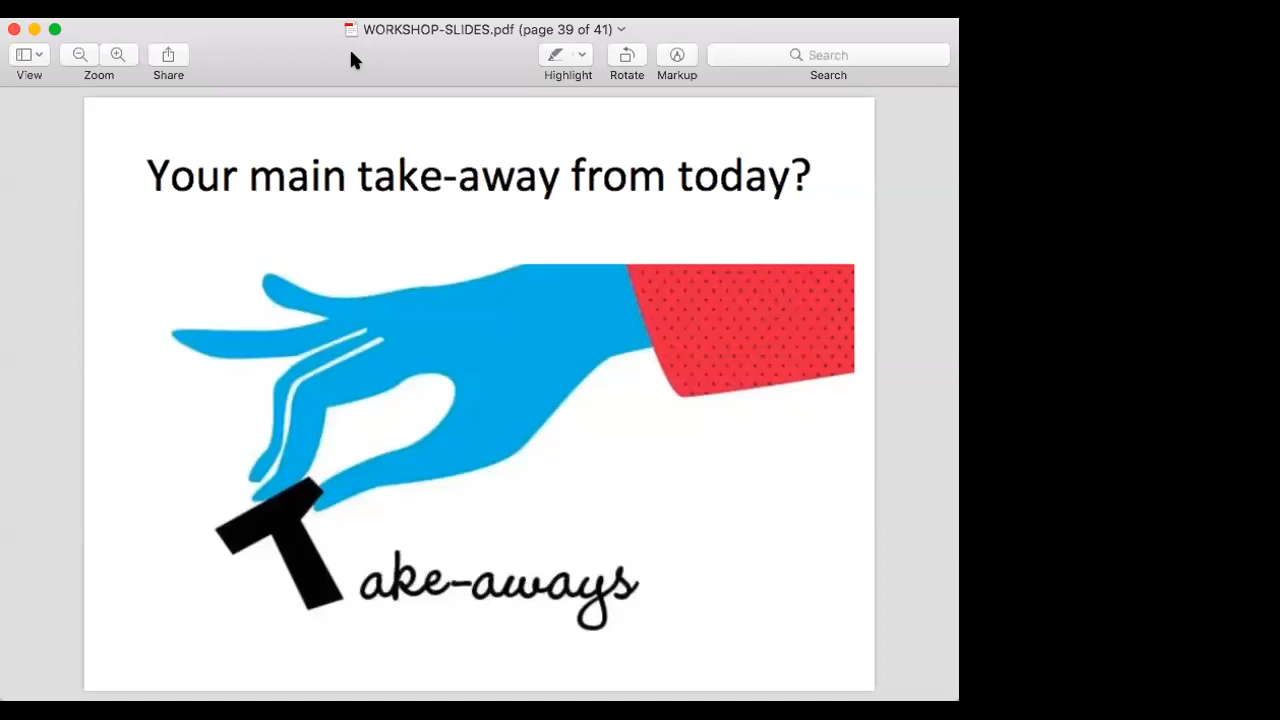 WORKSHOP-SLIDES.pdf (page 39 of 41)
View
Zoom
Share
Highlight
Rotate
Markup
Search
Search
Your main take-away from today?
Take-aways